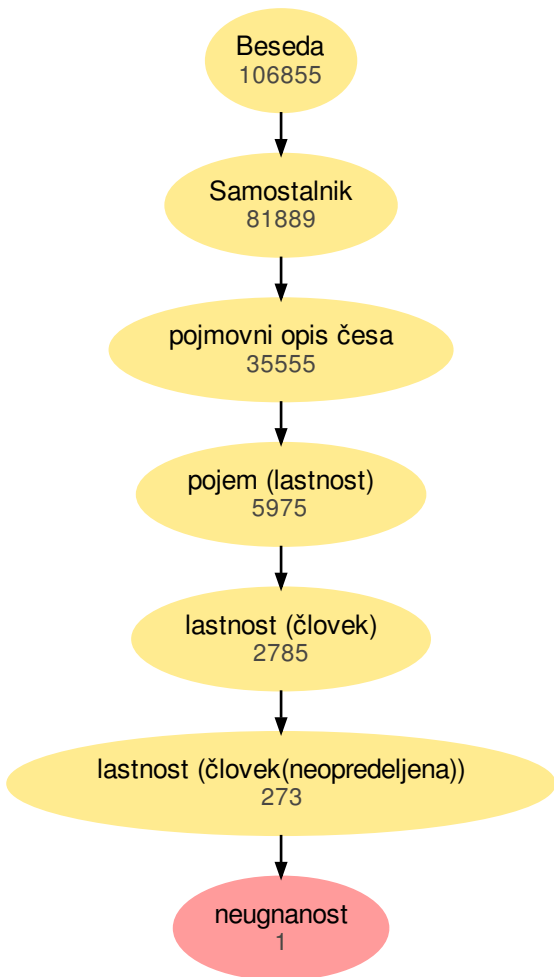 Beseda
106855
Samostalnik
81889
pojmovni opis česa
35555
pojem (lastnost)
5975
lastnost (človek)
2785
lastnost (človek(neopredeljena))
273
neugnanost
1